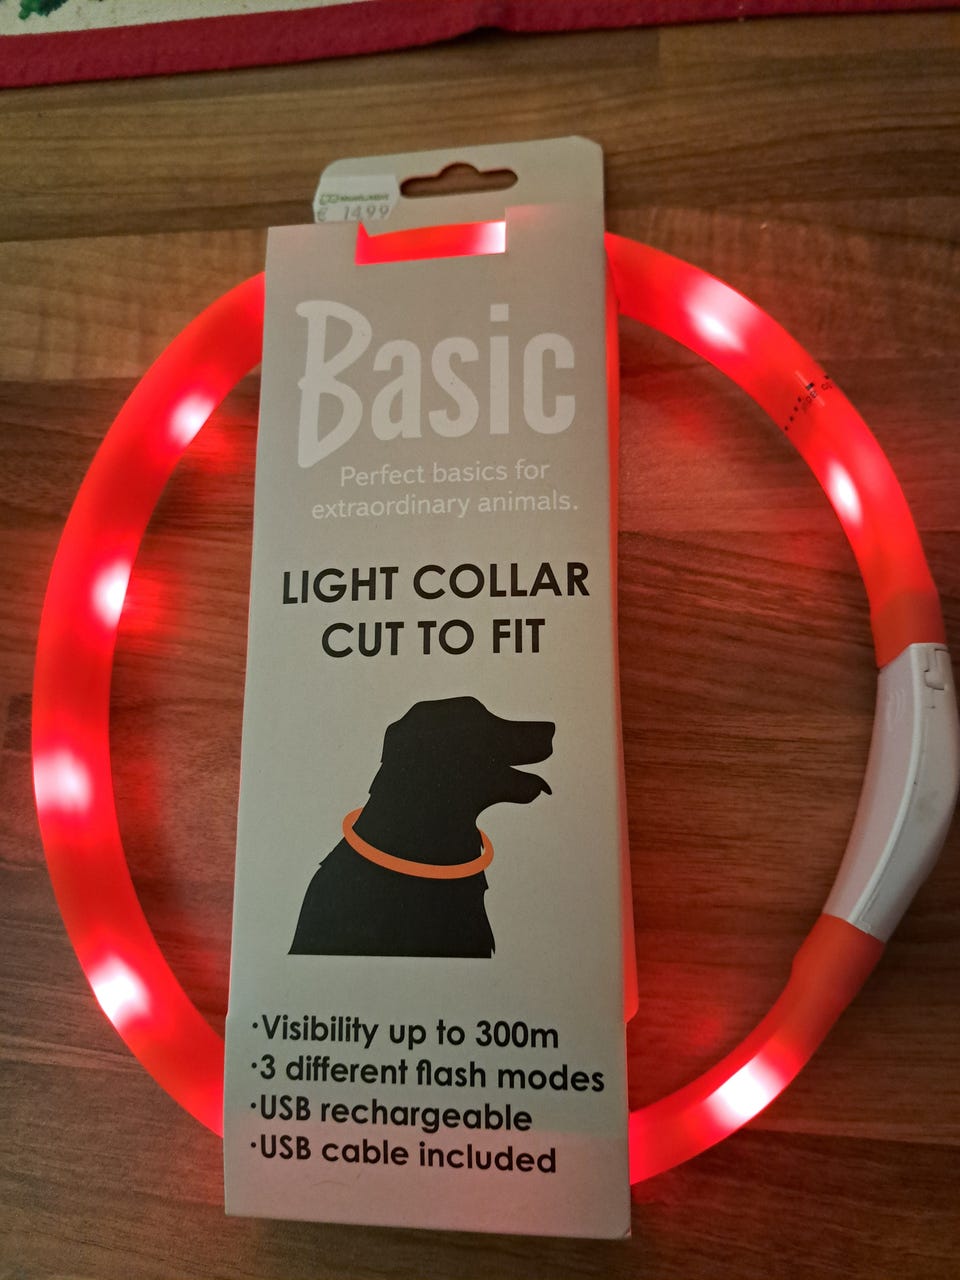 € 14.99
Basic
Perfect basics for
extraordinary animals.
LIGHT COLLAR
CUT TO FIT
·Visibility up to 300m
·3 different flash modes
·USB rechargeable
·USB cable included